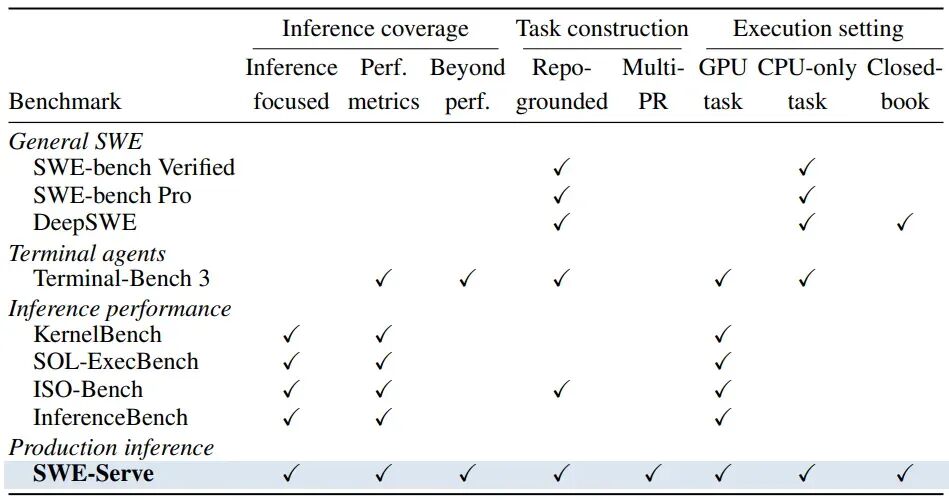 Inference coverage Task construction Execution setting
Inference Perf. Beyond Repo- Multi- GPU CPU-only Closed-
Benchmark focused metrics perf. grounded PR task task book
General SWE
SWE-bench Verified ✓ ✓
SWE-bench Pro ✓ ✓
DeepSWE ✓ ✓ ✓
Terminal agents
Terminal-Bench 3 ✓ ✓ ✓ ✓ ✓
Inference performance
KernelBench ✓ ✓ ✓
SOL-ExecBench ✓ ✓ ✓
ISO-Bench ✓ ✓ ✓ ✓
InferenceBench ✓ ✓ ✓
Production inference
SWE-Serve ✓ ✓ ✓ ✓ ✓ ✓ ✓ ✓